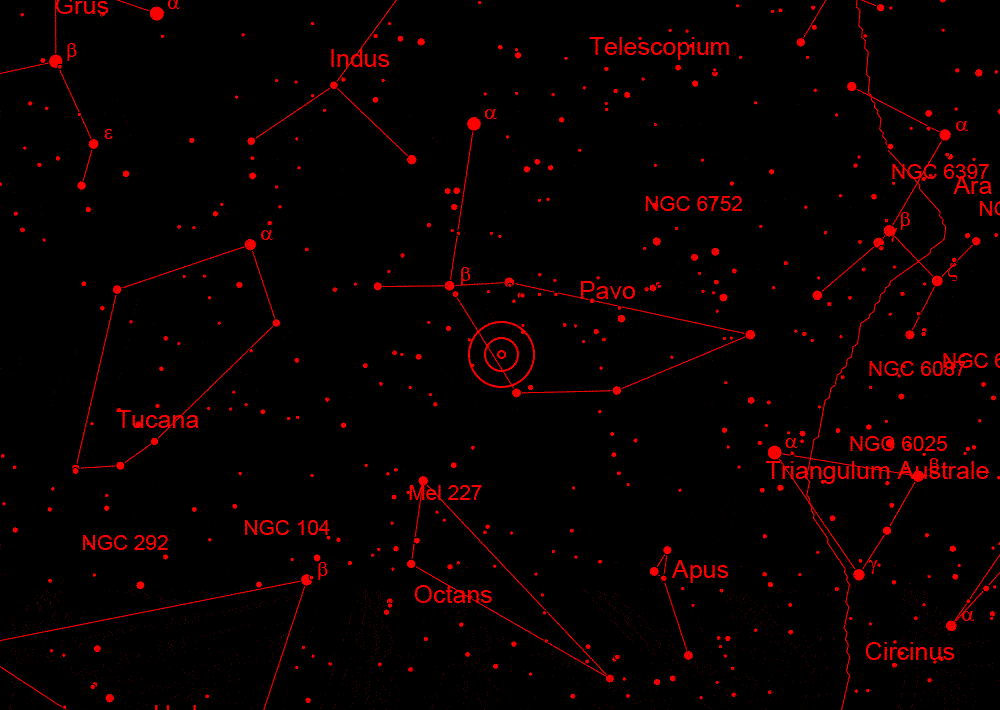 Grus α
β
Indus
Telescopium
α
ε
α
NGC 6397
Ara
NGC 6752
β
α
β
ζ
Pavo
NGC 6087
Tucana
α
NGC 6025
Triangulum Australe
β
Mel 227
NGC 104
NGC 292
β
Apus
γ
Octans
α
Circinus